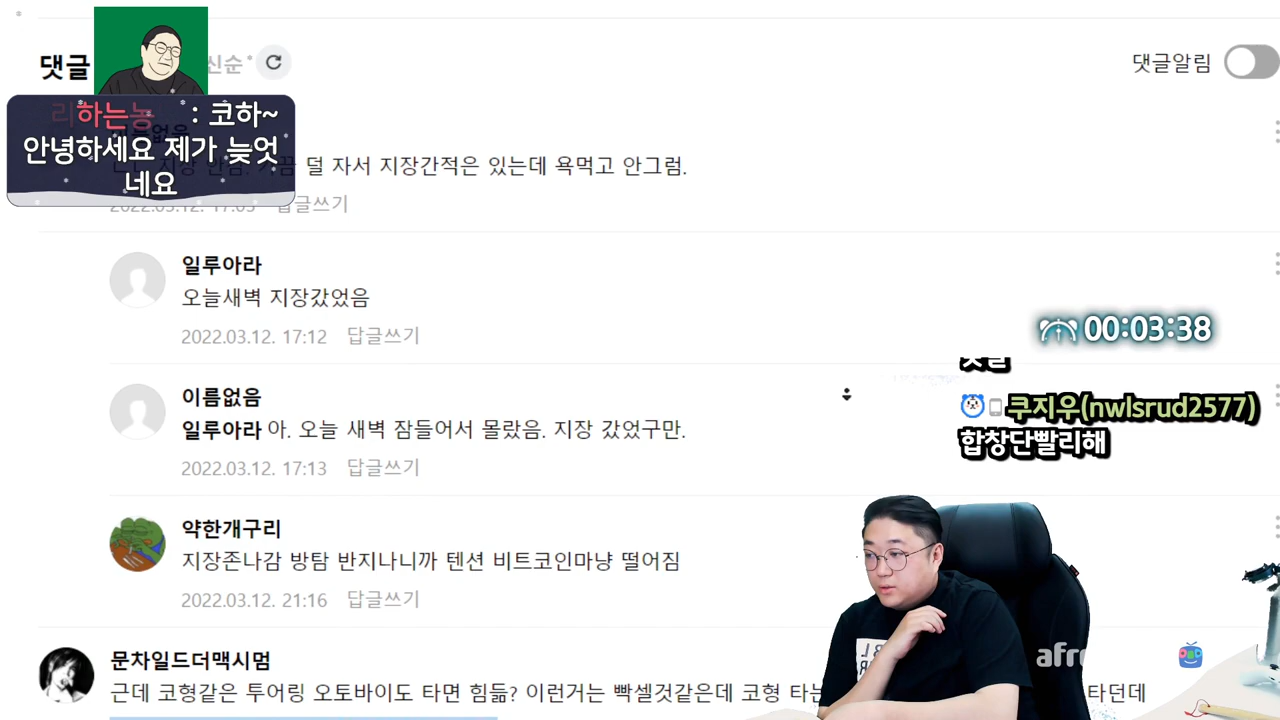 댓글
신순
댓글알림
리하는농 : 코하~
안녕하세요 제가 늦엇
네요
덜 자서 지장간적은 있는데 욕먹고 안그럼.
2022.03.12. 17:03 답글쓰기
일루아라
오늘새벽 지장갔었음
2022.03.12. 17:12 답글쓰기
00:03:38
이름없음
일루아라 아. 오늘 새벽 잠들어서 몰랐음. 지장 갔었구만.
2022.03.12. 17:13 답글쓰기
쿠지우(nwlsrud2577)
합창단빨리해
약한개구리
지장존나감 방탐 반지나니까 텐션 비트코인마냥 떨어짐
2022.03.12. 21:16 답글쓰기
문차일드더맥시멈
근데 코형같은 투어링 오토바이도 타면 힘듦? 이런거는 빡셀것같은데 코형 타는 타던데
afre